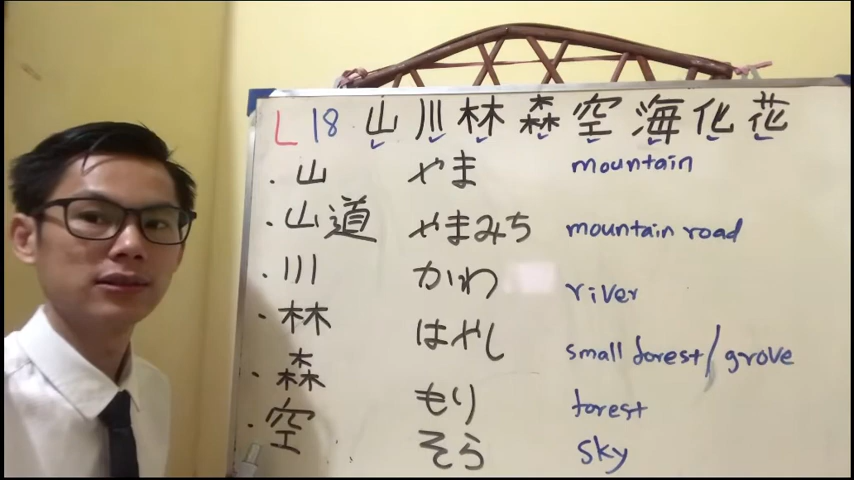 L 18 山 川 林 森 空 海 化 花
. 山 やま mountain
. 山道 やまみち mountain road
. 川 かわ river
. 林 はやし small forest/grove
. 森 もり forest
. 空 そら sky